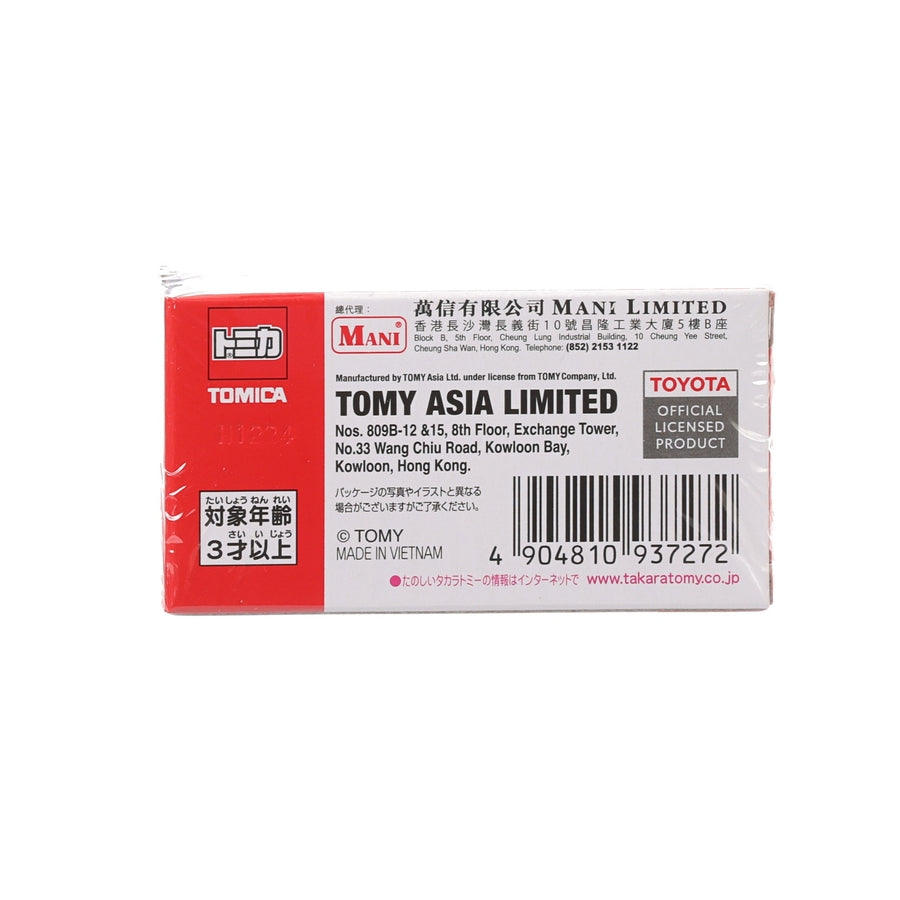 トミカ
®
TOMICA
H1224
たいしょう ねん れい
対象年齢
さい い じょう
3才以上
總代理：
MANI®
萬信有限公司 MANI LIMITED
香港長沙灣長義街10號昌隆工業大廈5樓B座
Block B, 5th Floor, Cheung Lung Industrial Building, 10 Cheung Yee Street,
Cheung Sha Wan, Hong Kong. Telephone: (852) 2153 1122
Manufactured by TOMY Asia Ltd. under license from TOMY Company, Ltd.
TOMY ASIA LIMITED
Nos. 809B-12 &15, 8th Floor, Exchange Tower,
No.33 Wang Chiu Road, Kowloon Bay,
Kowloon, Hong Kong.
TOYOTA
OFFICIAL
LICENSED
PRODUCT
パッケージの写真やイラストと異なる
場合がございますがご了承ください。
© TOMY
MADE IN VIETNAM
4 904810 937272
●たのしいタカラトミーの情報はインターネットで www.takaratomy.co.jp